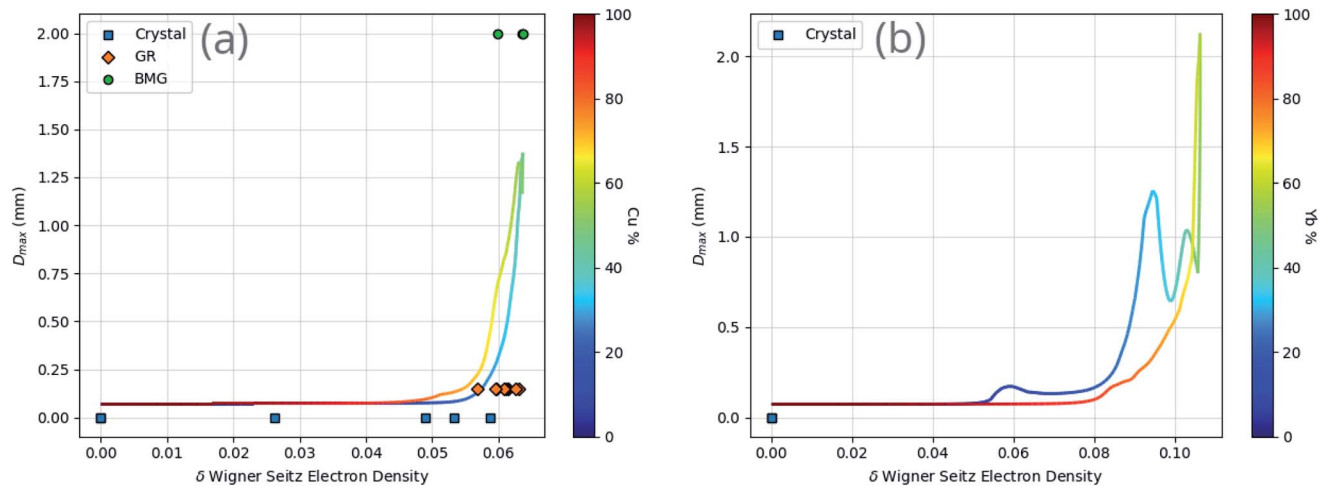 (a)
Crystal
GR
BMG
2.00
1.75
1.50
1.25
1.00
0.75
0.50
0.25
0.00
D_max (mm)
0.00 0.01 0.02 0.03 0.04 0.05 0.06
δ Wigner Seitz Electron Density
100
80
60
40
20
0
Cu %
(b)
Crystal
2.0
1.5
1.0
0.5
0.0
D_max (mm)
0.00 0.02 0.04 0.06 0.08 0.10
δ Wigner Seitz Electron Density
100
80
60
40
20
0
Yb %